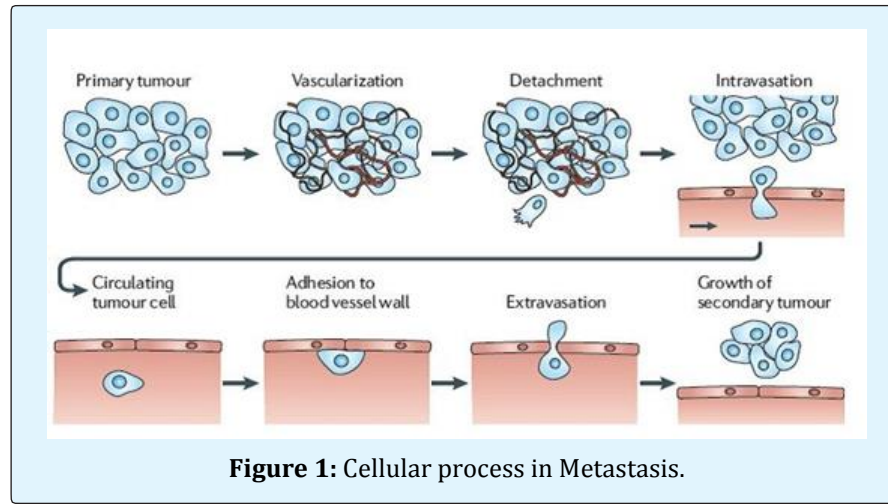 Primary tumour
Vascularization
Detachment
Intravasation
Circulating
tumour cell
Adhesion to
blood vessel wall
Extravasation
Growth of
secondary tumour
Figure 1: Cellular process in Metastasis.